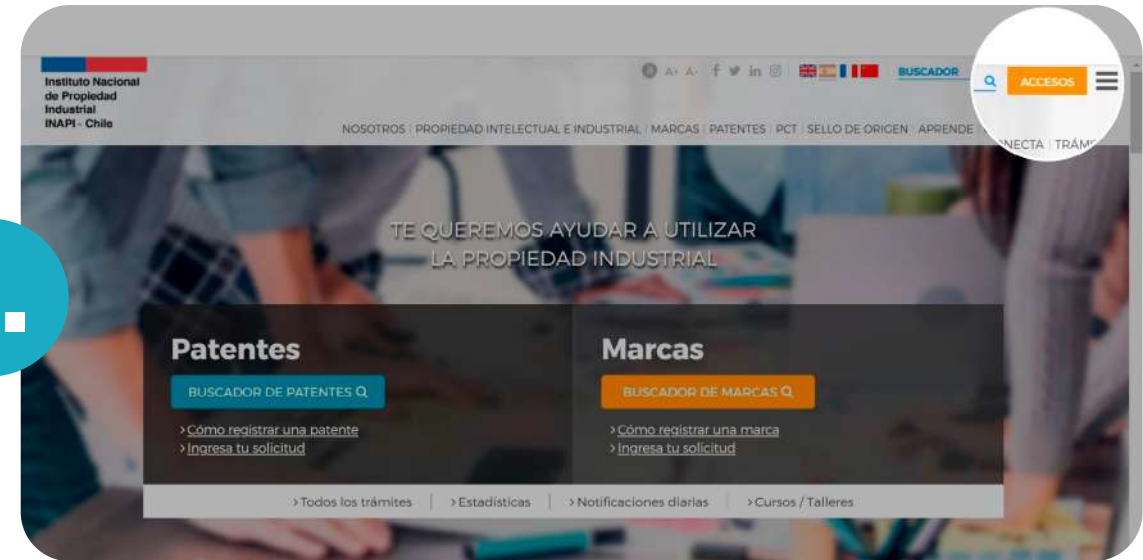 Instituto Nacional
de Propiedad
Industrial
INAPI - Chile
A+ A- f in
BUSCADOR
ACCESOS
NOSOTROS | PROPIEDAD INTELECTUAL E INDUSTRIAL | MARCAS | PATENTES | PCT | SELLO DE ORIGEN | APRENDE
NECTA | TRÁM
TE QUEREMOS AYUDAR A UTILIZAR
LA PROPIEDAD INDUSTRIAL
Patentes
BUSCADOR DE PATENTES
>Cómo registrar una patente
>Ingresa tu solicitud
Marcas
BUSCADOR DE MARCAS
>Cómo registrar una marca
>Ingresa tu solicitud
>Todos los trámites | >Estadísticas | >Notificaciones diarias | >Cursos / Talleres